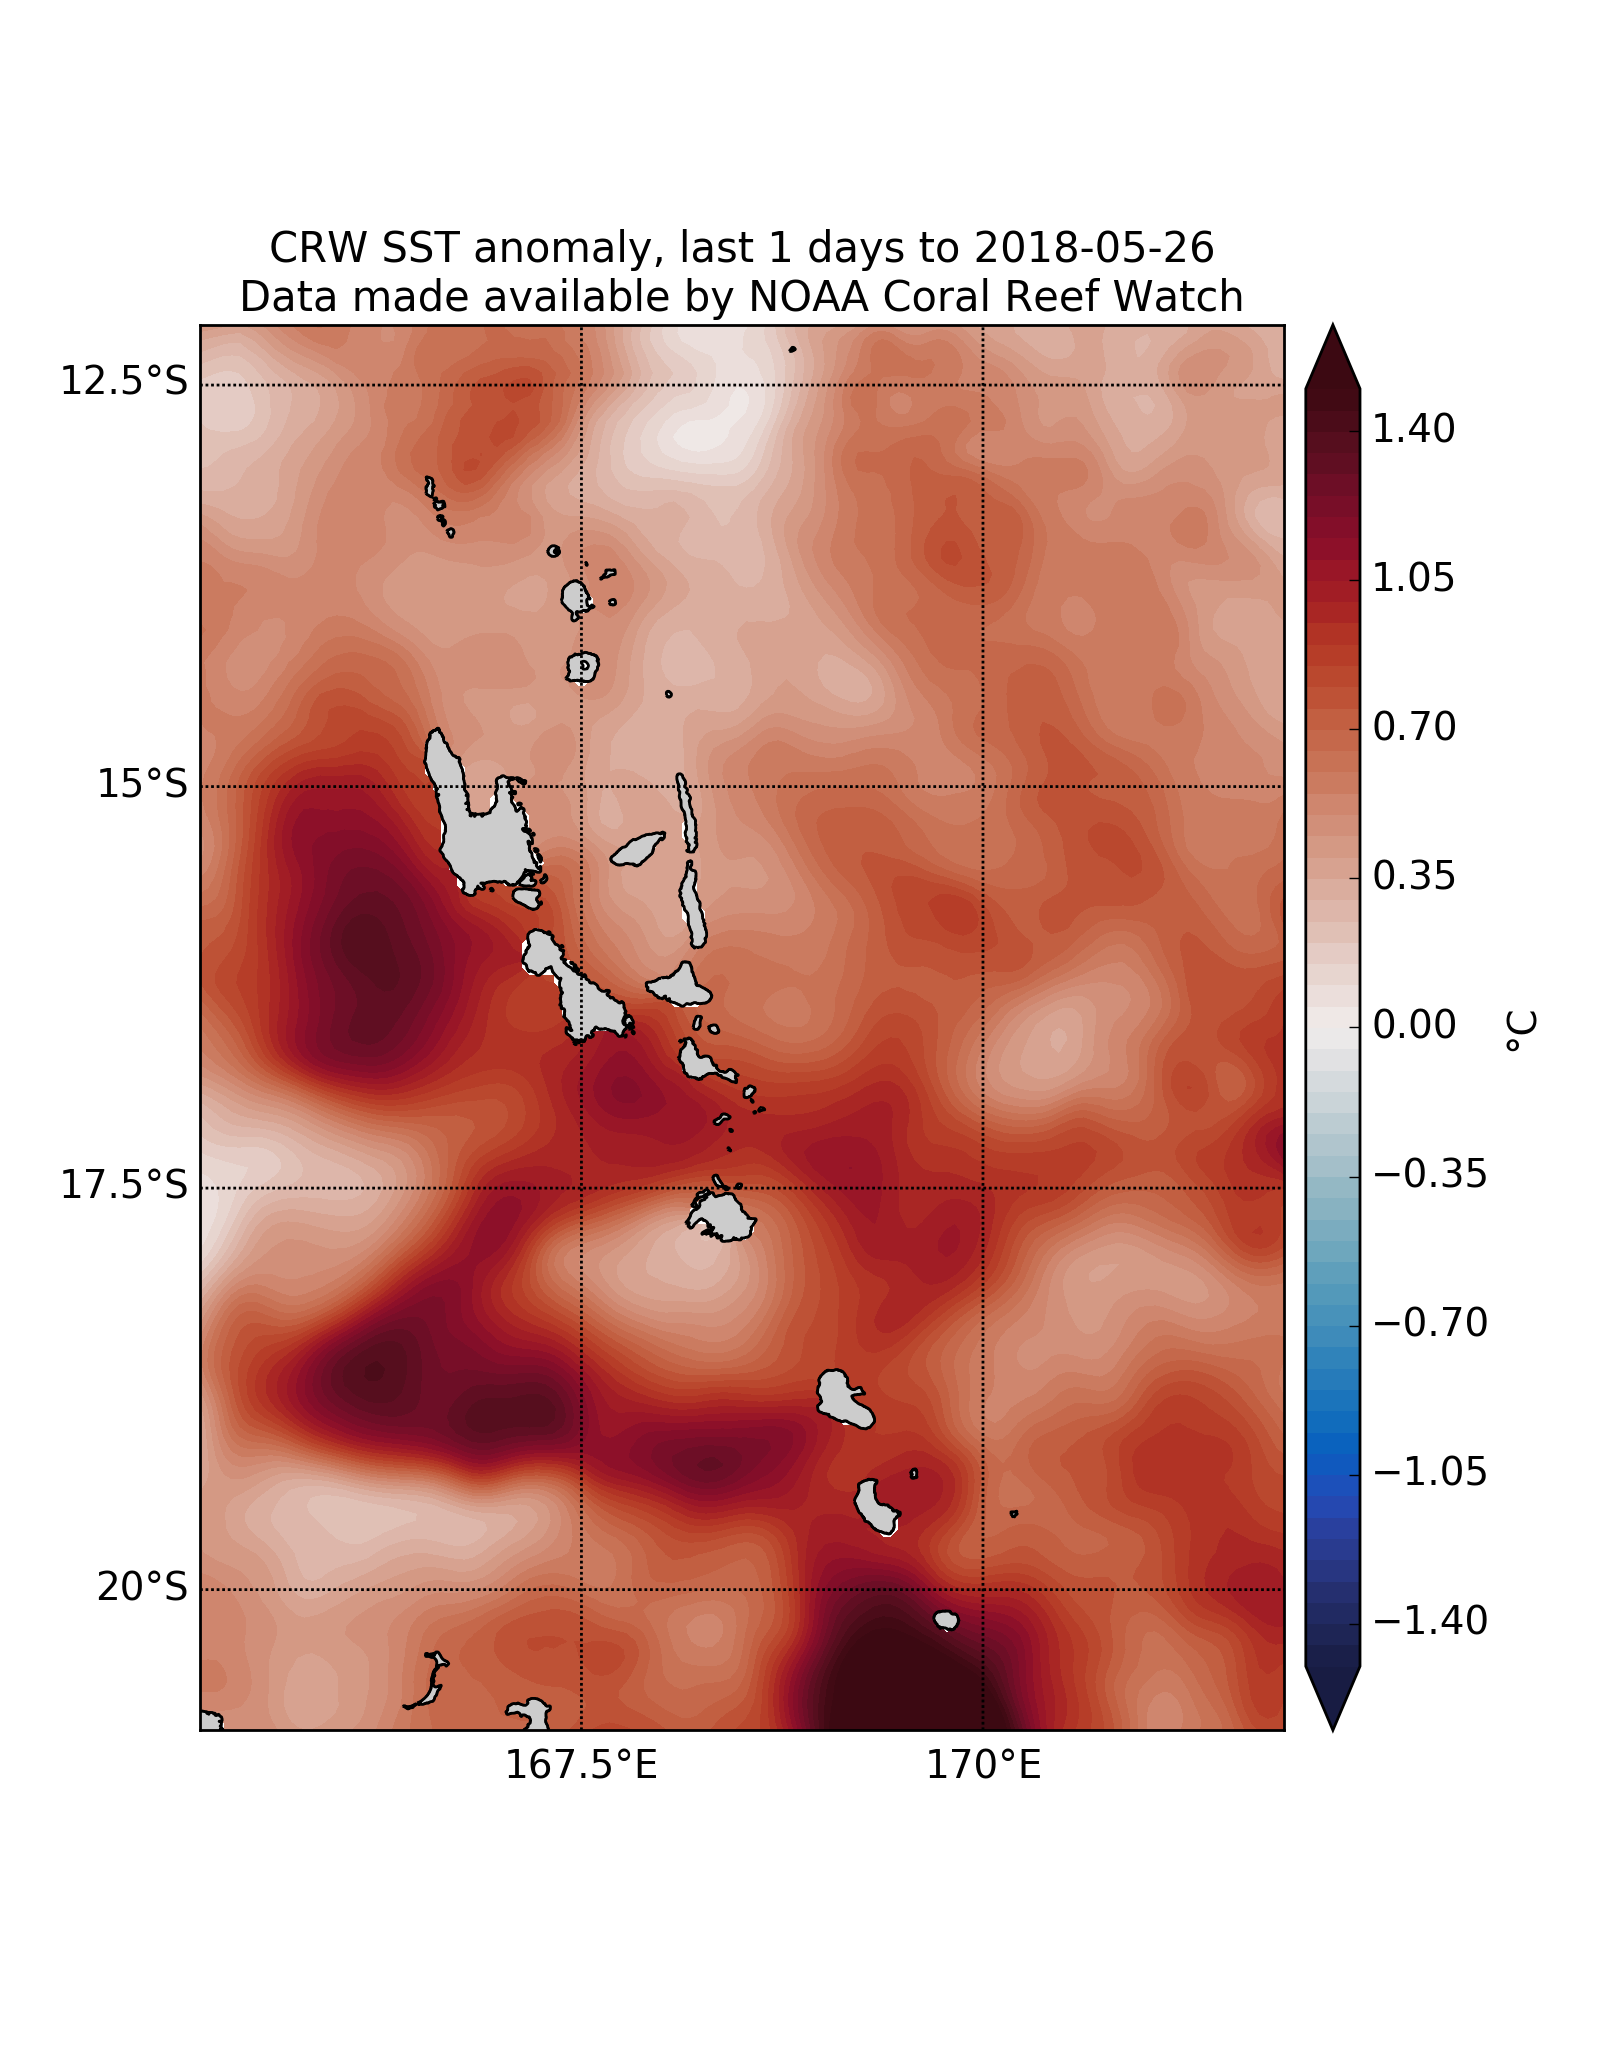 CRW SST anomaly, last 1 days to 2018-05-26
Data made available by NOAA Coral Reef Watch
12.5°S
15°S
17.5°S
20°S
167.5°E
170°E
1.40
1.05
0.70
0.35
0.00
−0.35
−0.70
−1.05
−1.40
°C